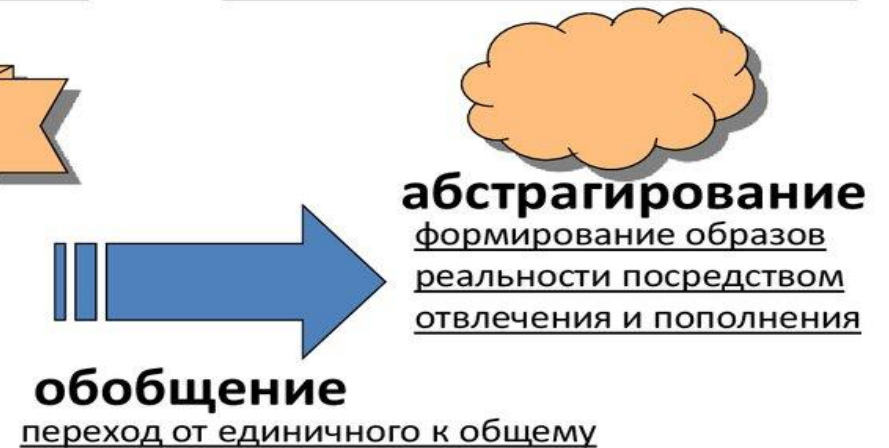 абстрагирование
формирование образов
реальности посредством
отвлечения и пополнения
обобщение
переход от единичного к общему